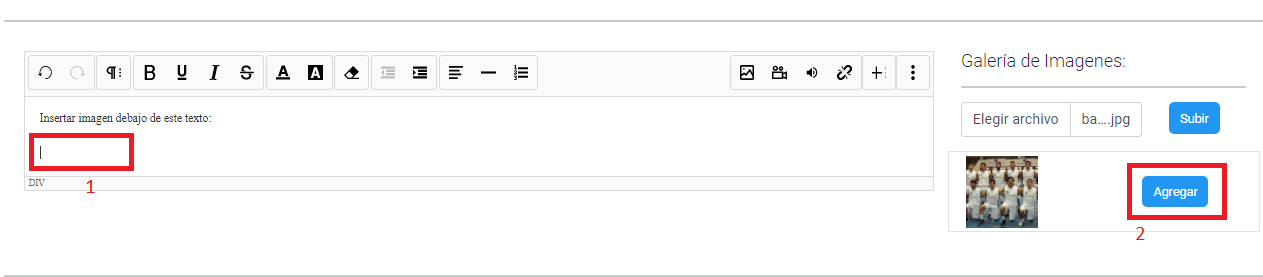 Galería de Imagenes:
Insertar imagen debajo de este texto:
DIV
1
Elegir archivo
ba....jpg
Subir
Agregar
2